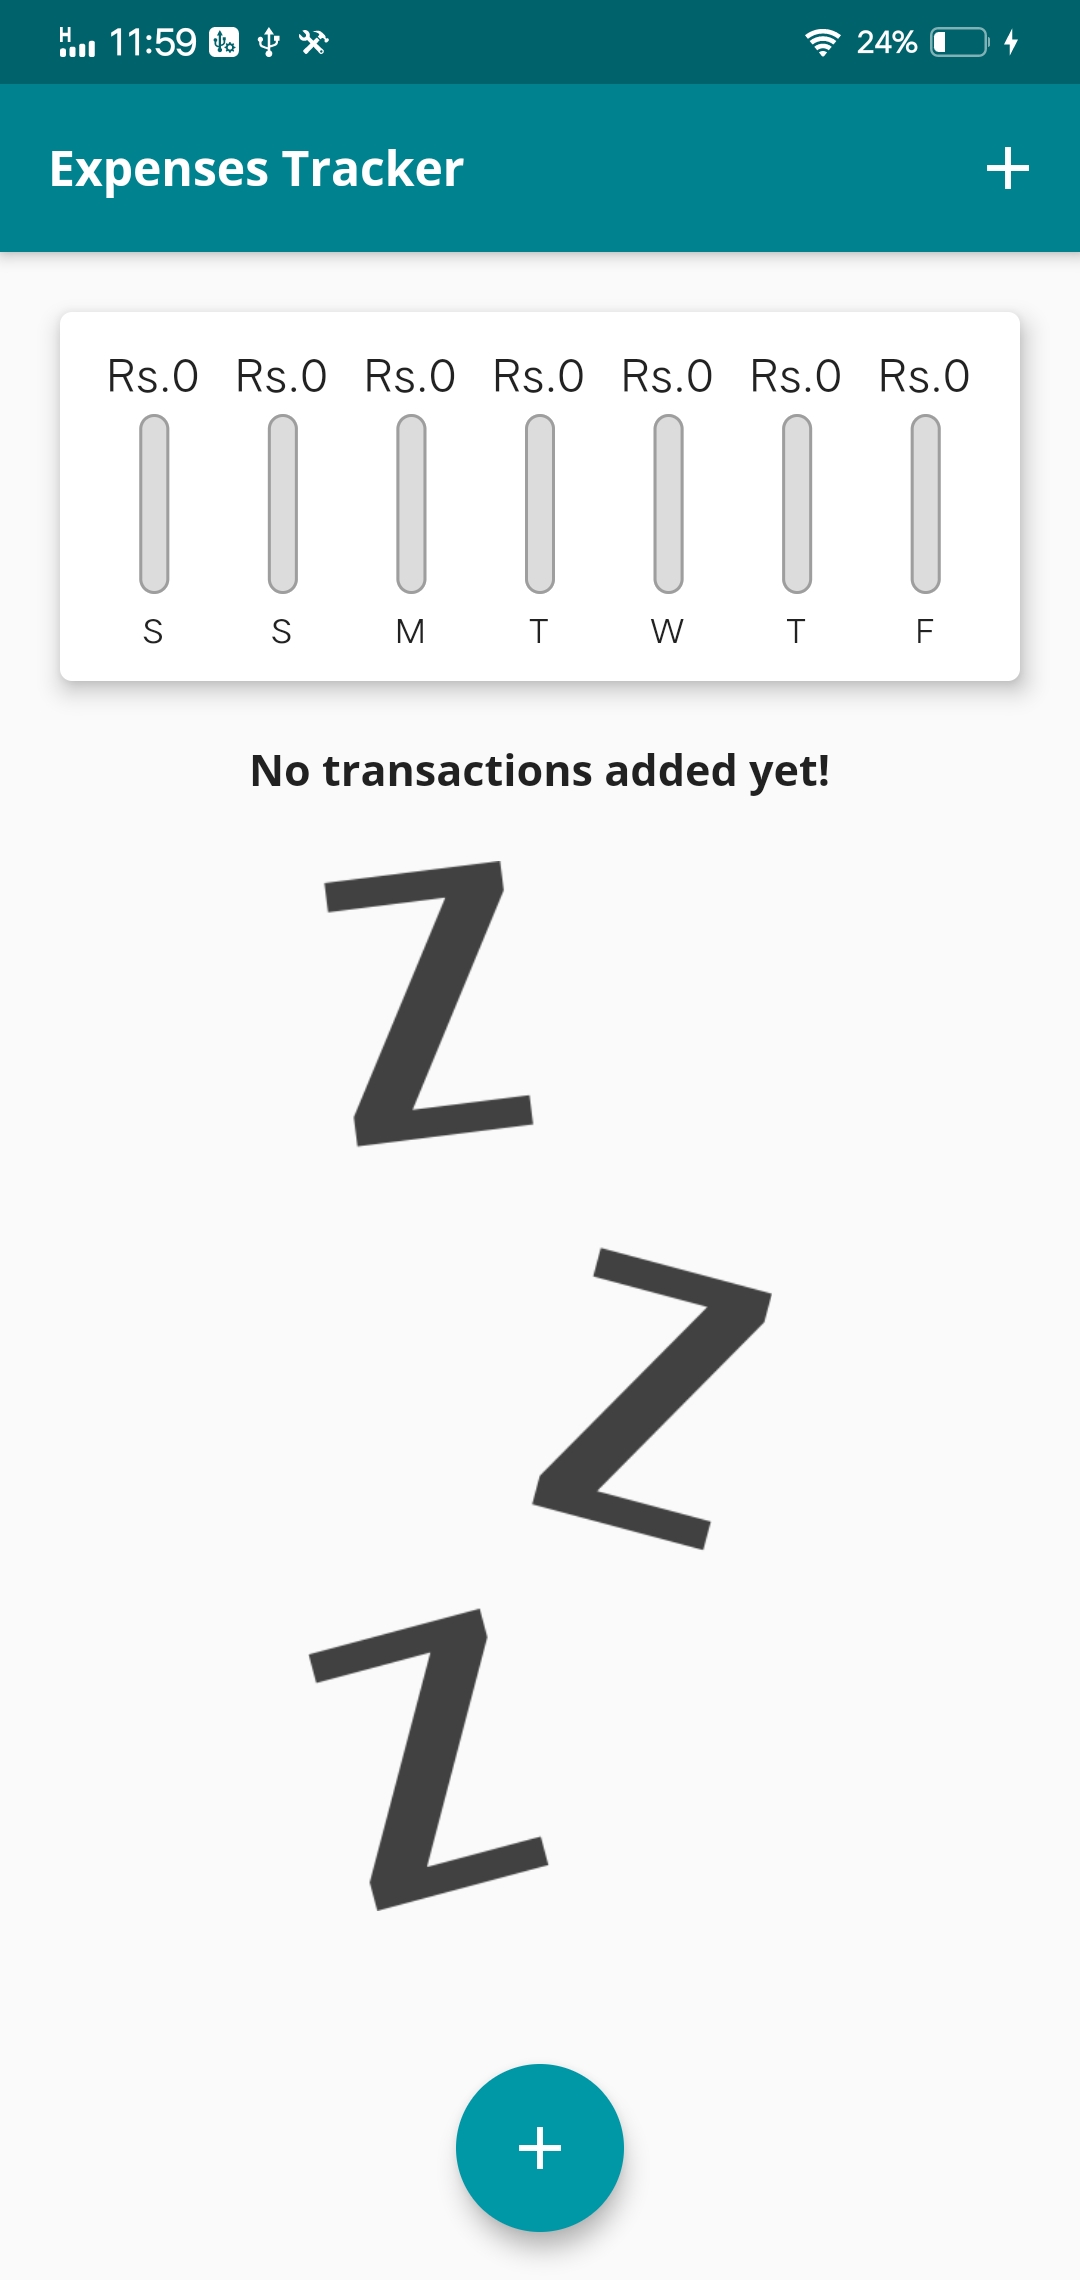 H 11:59 24%
Expenses Tracker +
Rs.0 Rs.0 Rs.0 Rs.0 Rs.0 Rs.0 Rs.0
S S M T W T F
No transactions added yet!
Z
Z
Z
+